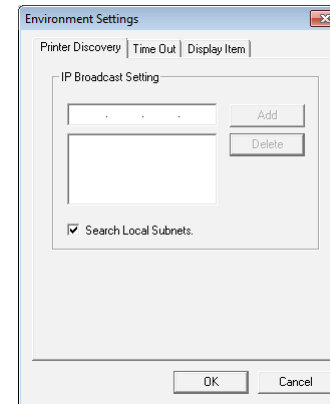 Environment Settings
Printer Discovery Time Out Display Item
IP Broadcast Setting
. . .
Add
Delete
Search Local Subnets.
OK Cancel